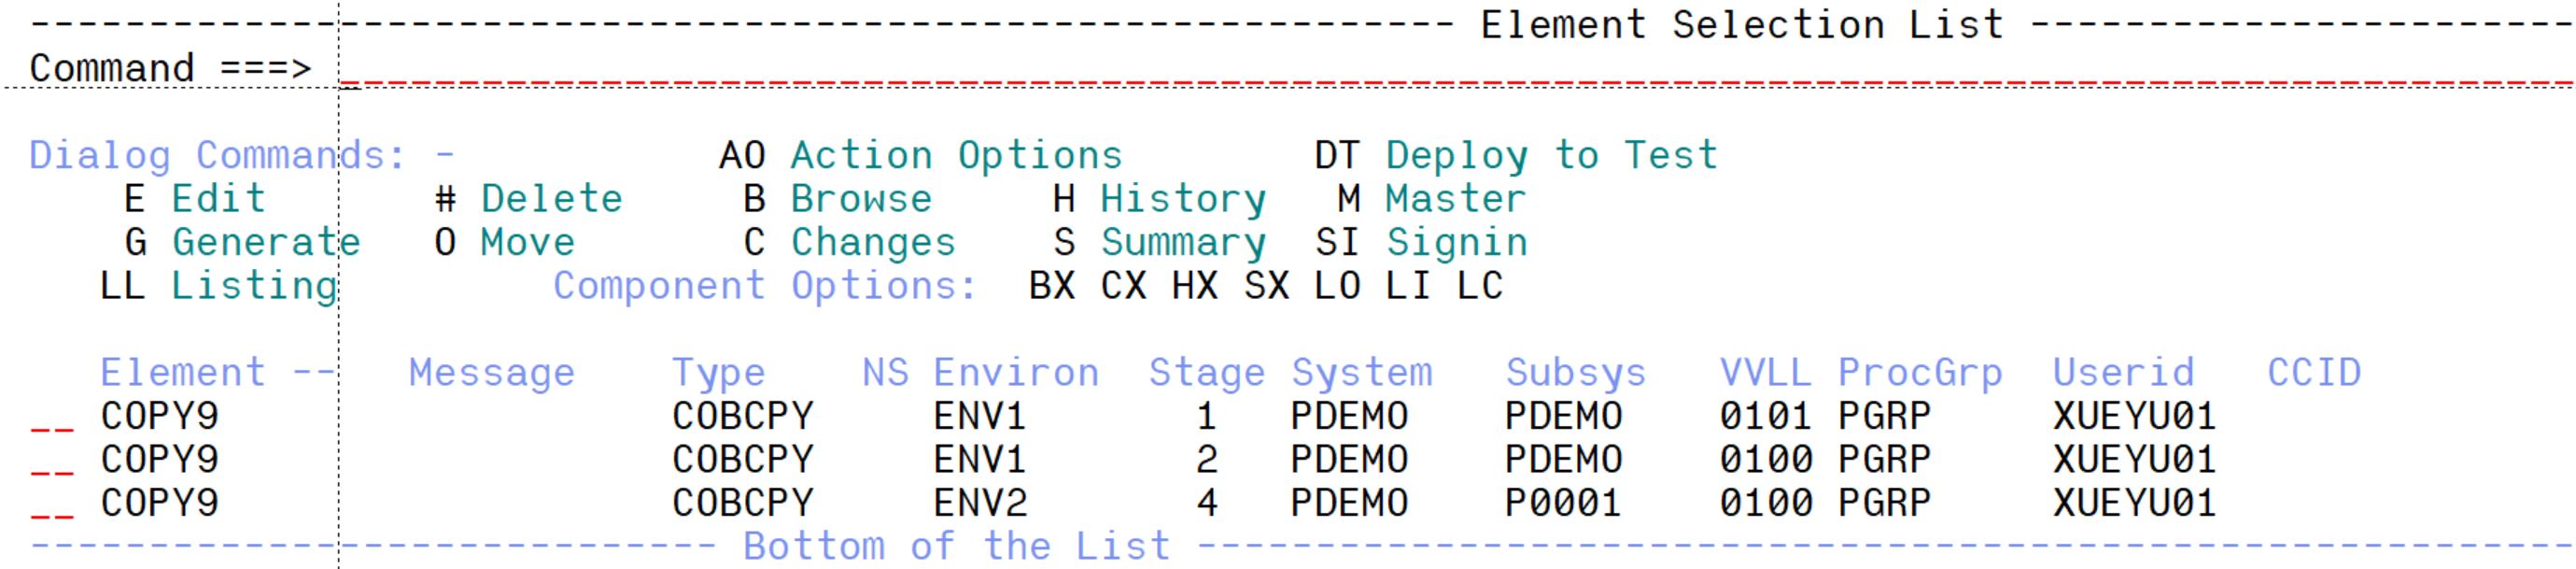 ------------------------------------------------------------ Element Selection List -----------------------
Command ===> _______________________________________________________________________________________________
Dialog Commands: -           AO Action Options        DT Deploy to Test
    E Edit       # Delete     B Browse     H History   M Master
    G Generate   O Move       C Changes    S Summary  SI Signin
   LL Listing         Component Options:  BX CX HX SX LO LI LC
   Element --   Message    Type    NS Environ  Stage System   Subsys   VVLL ProcGrp  Userid   CCID
__ COPY9                   COBCPY     ENV1       1   PDEMO    PDEMO    0101 PGRP     XUEYU01
__ COPY9                   COBCPY     ENV1       2   PDEMO    PDEMO    0100 PGRP     XUEYU01
__ COPY9                   COBCPY     ENV2       4   PDEMO    P0001    0100 PGRP     XUEYU01
----------------------------- Bottom of the List ----------------------------------------------------------